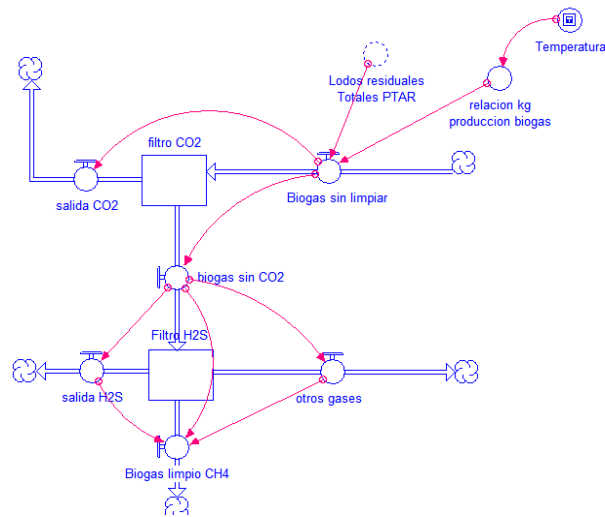 Temperatura
Lodos residuales
Totales PTAR
relacion kg
produccion biogas
filtro CO2
salida CO2
Biogas sin limpiar
biogas sin CO2
Filtro H2S
salida H2S
otros gases
Biogas limpio CH4